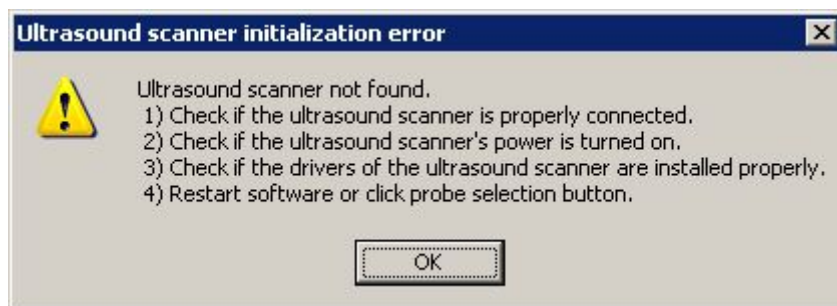 Ultrasound scanner initialization error
Ultrasound scanner not found.
1) Check if the ultrasound scanner is properly connected.
2) Check if the ultrasound scanner's power is turned on.
3) Check if the drivers of the ultrasound scanner are installed properly.
4) Restart software or click probe selection button.
OK